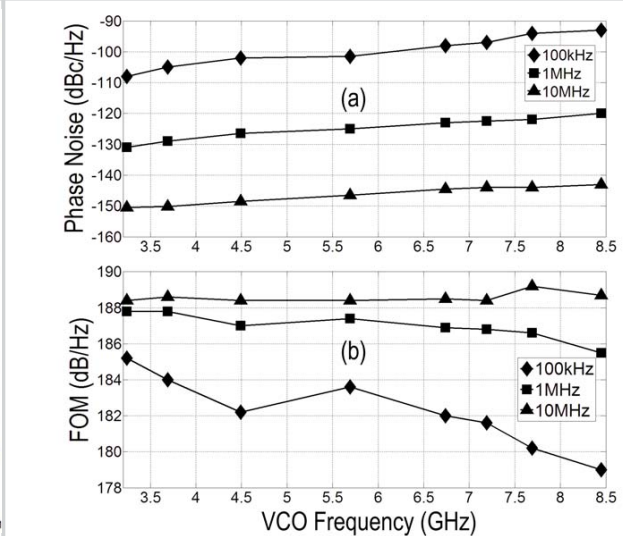 -90
-100
-110
-120
-130
-140
-150
-160
Phase Noise (dBc/Hz)
(a)
100kHz
1MHz
10MHz
3.5 4 4.5 5 5.5 6 6.5 7 7.5 8 8.5
190
188
186
184
182
180
178
FOM (dB/Hz)
(b)
100kHz
1MHz
10MHz
3.5 4 4.5 5 5.5 6 6.5 7 7.5 8 8.5
VCO Frequency (GHz)